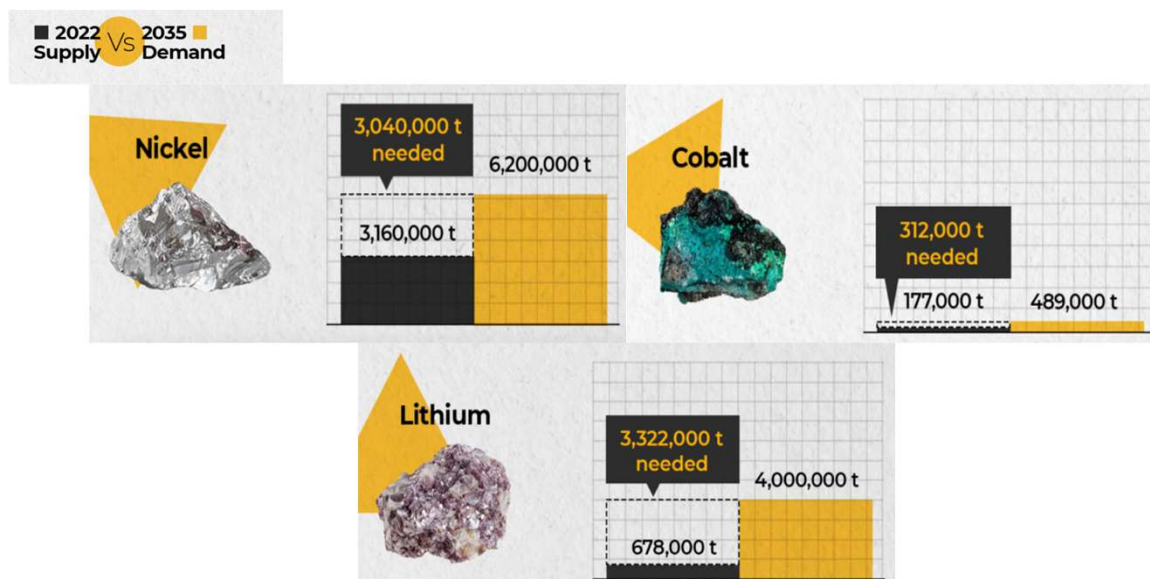 2022 Vs 2035
Supply Demand
Nickel
3,040,000 t
needed
6,200,000 t
3,160,000 t
Cobalt
312,000 t
needed
177,000 t
489,000 t
Lithium
3,322,000 t
needed
4,000,000 t
678,000 t